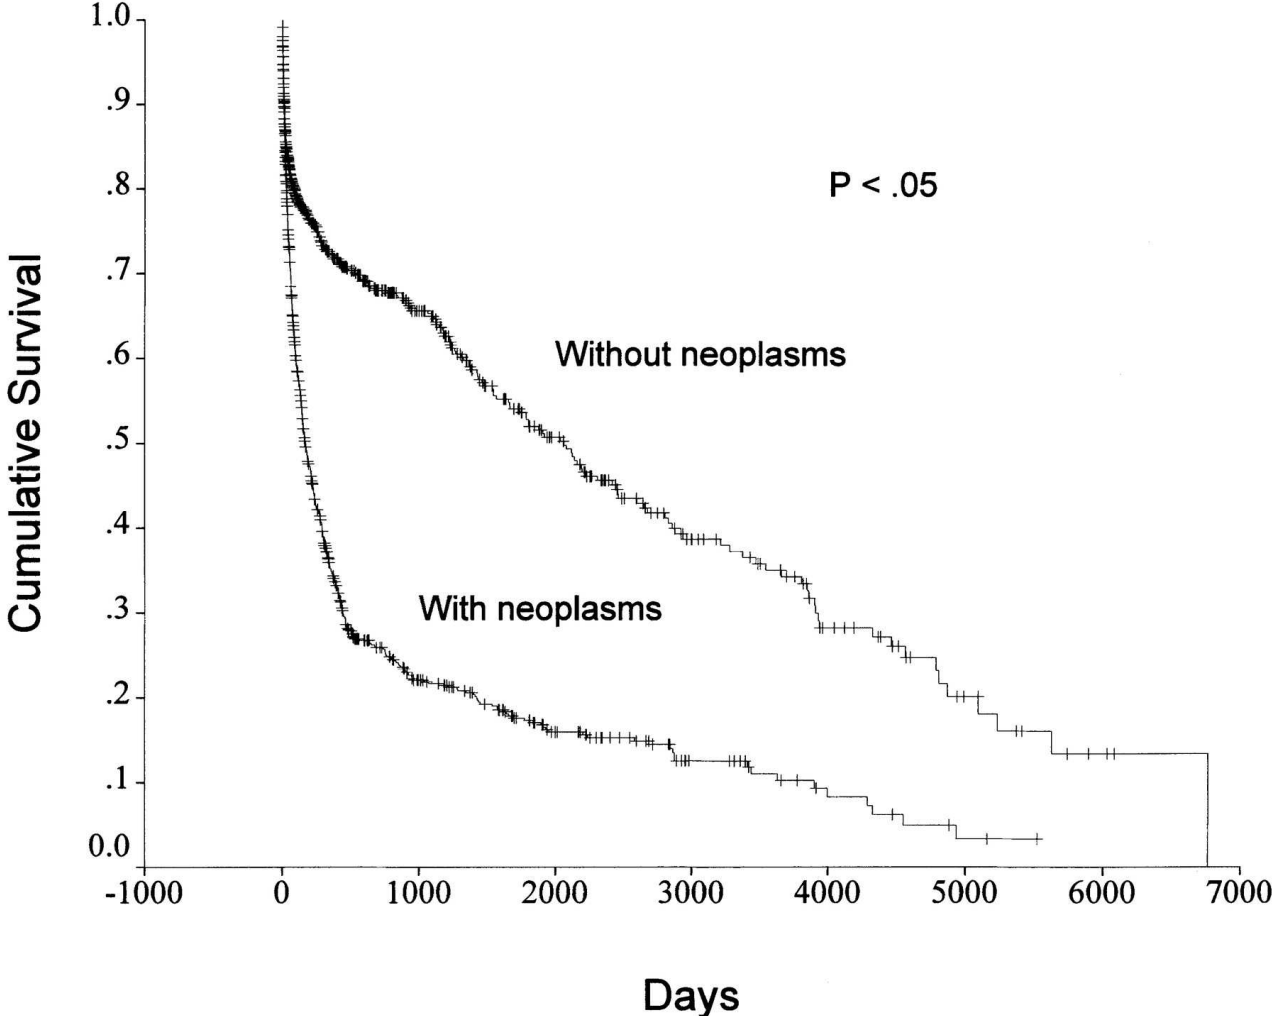 1.0
.9
.8
.7
.6
.5
.4
.3
.2
.1
0.0
Cumulative Survival
P < .05
Without neoplasms
With neoplasms
-1000 0 1000 2000 3000 4000 5000 6000 7000
Days